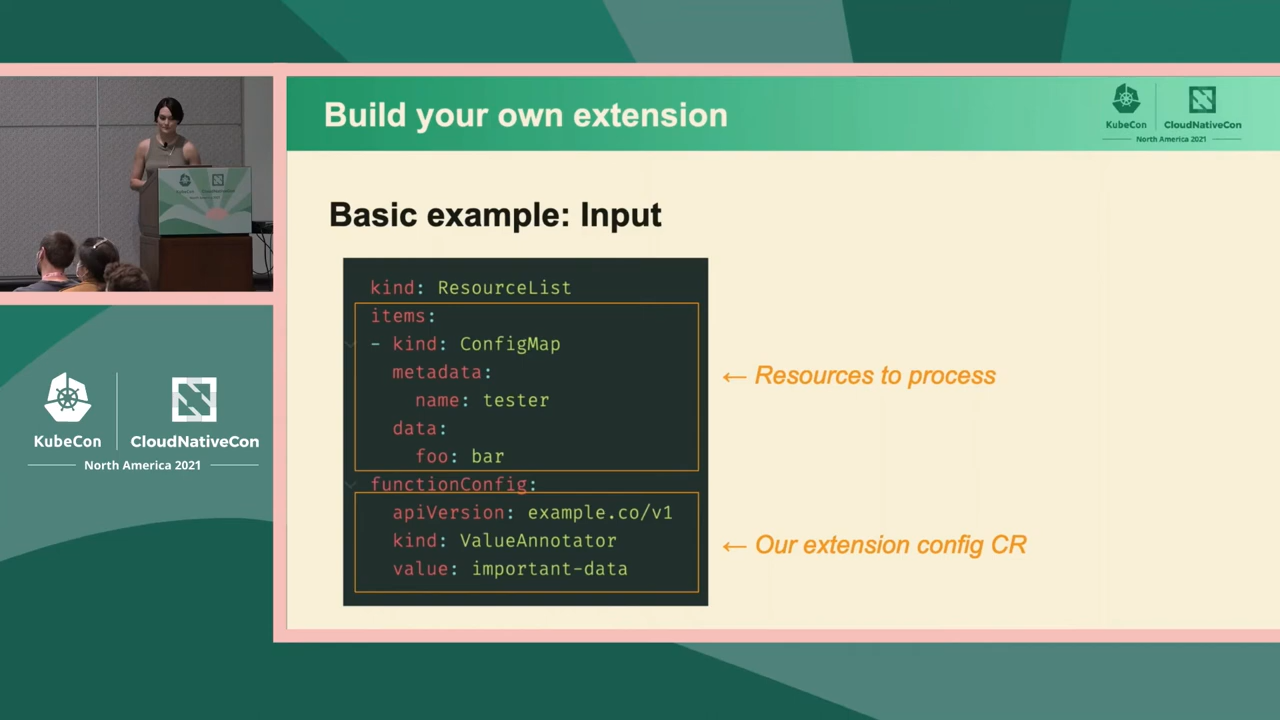 Build your own extension
KubeCon
CloudNativeCon
North America 2021
Basic example: Input
kind: ResourceList
items:
- kind: ConfigMap
metadata:
name: tester
data:
foo: bar
functionConfig:
apiVersion: example.co/v1
kind: ValueAnnotator
value: important-data
← Resources to process
← Our extension config CR
KubeCon
CloudNativeCon
North America 2021
KubeCon
CloudNativeCon